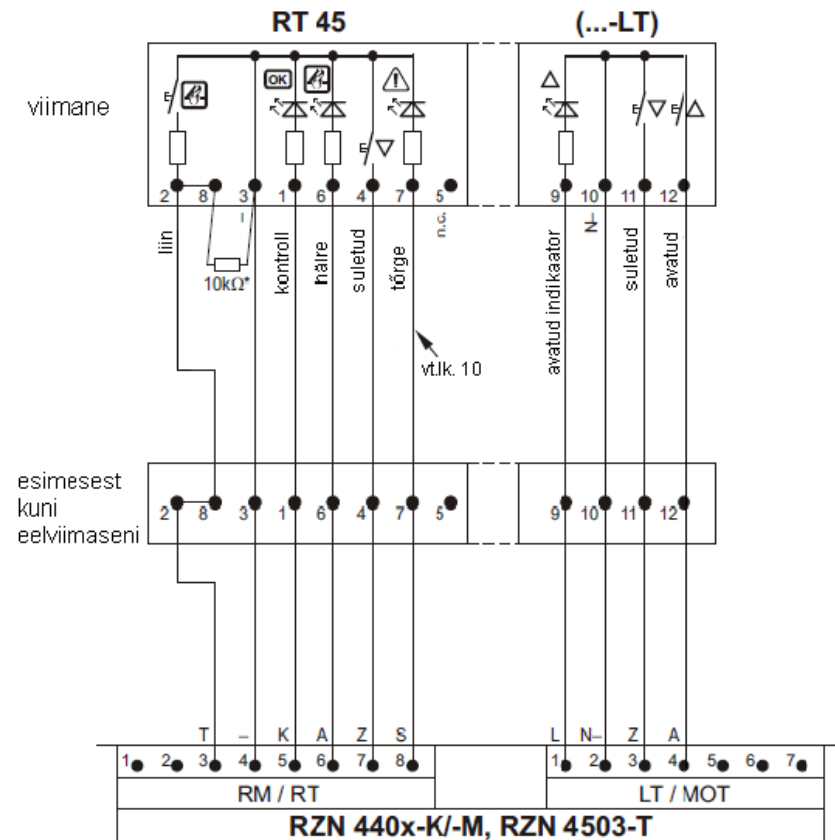 RT 45 (...-LT)
viimane
OK
E E E E
2 8 3 1 6 4 7 5 9 10 11 12
– n.c. N–
liin
10kΩ*
kontroll
häire
suletud
tõrge
avatud indikaator
suletud
avatud
vt.lk. 10
esimesest
kuni
eelviimaseni
2 8 3 1 6 4 7 5 9 10 11 12
T – K A Z S L N– Z A
1 2 3 4 5 6 7 8 1 2 3 4 5 6 7
RM / RT LT / MOT
RZN 440x-K/-M, RZN 4503-T